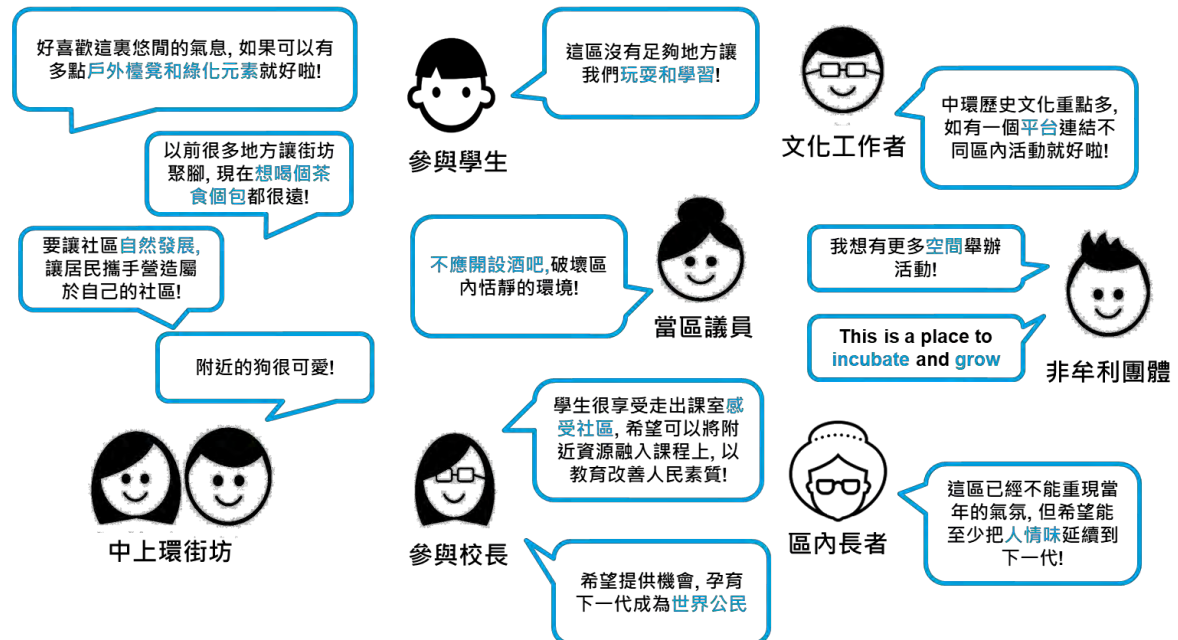 好喜歡這裏悠閒的氣息, 如果可以有
多點戶外檯凳和綠化元素就好啦!
以前很多地方讓街坊
聚腳, 現在想喝個茶
食個包都很遠!
要讓社區自然發展,
讓居民攜手營造屬
於自己的社區!
附近的狗很可愛!
中上環街坊
這區沒有足夠地方讓
我們玩耍和學習!
參與學生
不應開設酒吧,破壞區
內恬靜的環境!
當區議員
學生很享受走出課室感
受社區, 希望可以將附
近資源融入課程上, 以
教育改善人民素質!
參與校長
希望提供機會, 孕育
下一代成為世界公民
文化工作者
中環歷史文化重點多,
如有一個平台連結不
同區內活動就好啦!
我想有更多空間舉辦
活動!
This is a place to
incubate and grow
非牟利團體
區內長者
這區已經不能重現當
年的氣氛, 但希望能
至少把人情味延續到
下一代!